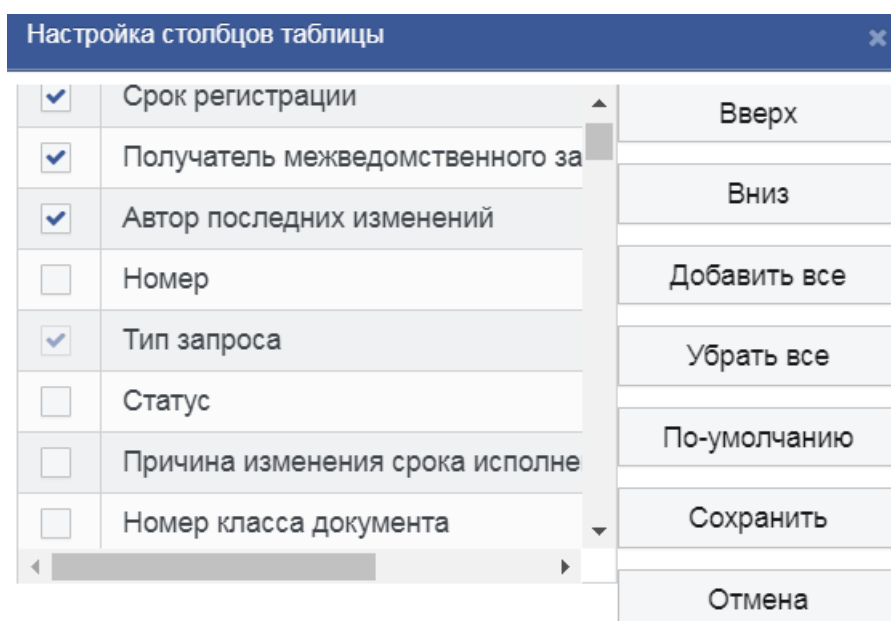 Настройка столбцов таблицы
Срок регистрации
Получатель межведомственного за
Автор последних изменений
Номер
Тип запроса
Статус
Причина изменения срока исполне
Номер класса документа
Вверх
Вниз
Добавить все
Убрать все
По-умолчанию
Сохранить
Отмена